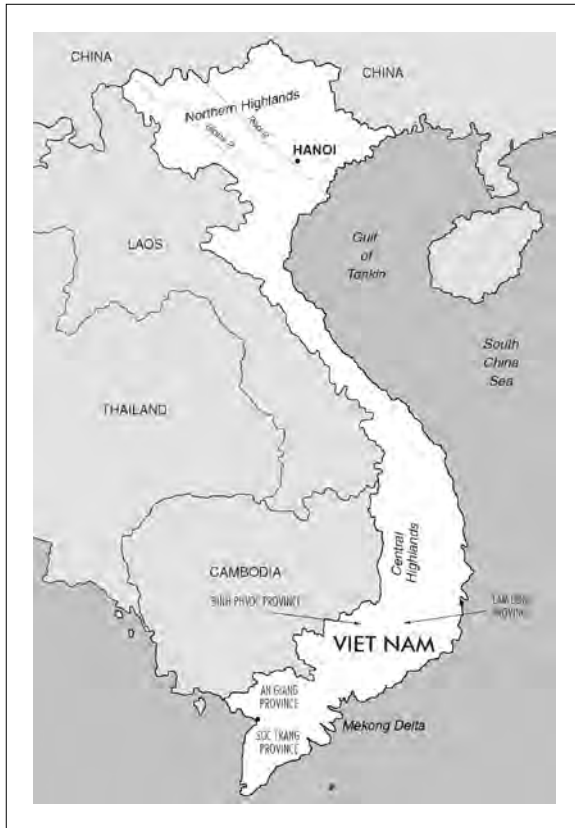 CHINA
CHINA
Northern Highlands
HANOI
LAOS
Gulf
of
Tonkin
South
China
Sea
THAILAND
Central
Highlands
CAMBODIA
BINH PHUOC PROVINCE
PROVINCE
VIET NAM
AN GIANG
PROVINCE
SOC TRANG
PROVINCE
Mekong Delta